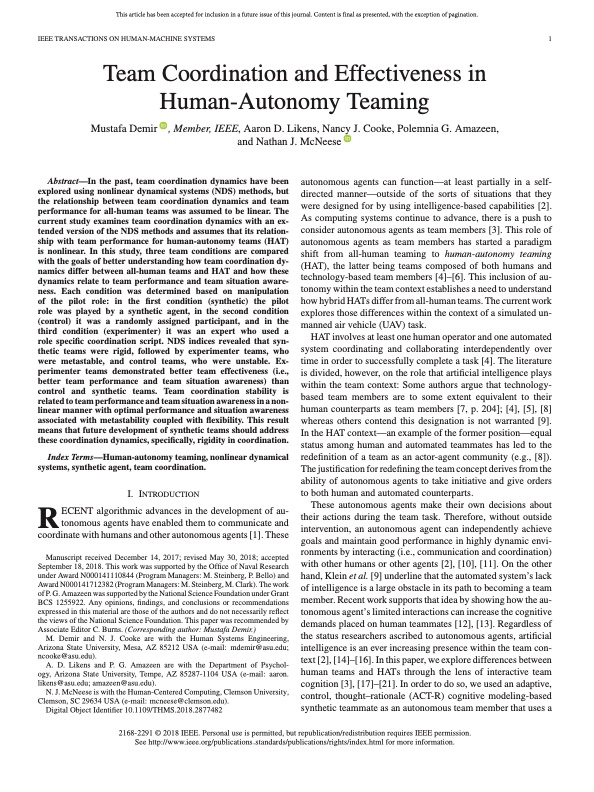 This article has been accepted for inclusion in a future issue of this journal. Content is final as presented, with the exception of pagination.
IEEE TRANSACTIONS ON HUMAN-MACHINE SYSTEMS 1
Team Coordination and Effectiveness in
Human-Autonomy Teaming
Mustafa Demir, Member, IEEE, Aaron D. Likens, Nancy J. Cooke, Polemnia G. Amazeen,
and Nathan J. McNeese
Abstract—In the past, team coordination dynamics have been
explored using nonlinear dynamical systems (NDS) methods, but
the relationship between team coordination dynamics and team
performance for all-human teams was assumed to be linear. The
current study examines team coordination dynamics with an ex-
tended version of the NDS methods and assumes that its relation-
ship with team performance for human-autonomy teams (HAT)
is nonlinear. In this study, three team conditions are compared
with the goals of better understanding how team coordination dy-
namics differ between all-human teams and HAT and how these
dynamics relate to team performance and team situation aware-
ness. Each condition was determined based on manipulation
of the pilot role: in the first condition (synthetic) the pilot
role was played by a synthetic agent, in the second condition
(control) it was a randomly assigned participant, and in the
third condition (experimenter) it was an expert who used a
role specific coordination script. NDS indices revealed that syn-
thetic teams were rigid, followed by experimenter teams, who
were metastable, and control teams, who were unstable. Ex-
perimenter teams demonstrated better team effectiveness (i.e.,
better team performance and team situation awareness) than
control and synthetic teams. Team coordination stability is
related to team performance and team situation awareness in a non-
linear manner with optimal performance and situation awareness
associated with metastability coupled with flexibility. This result
means that future development of synthetic teams should address
these coordination dynamics, specifically, rigidity in coordination.
Index Terms—Human-autonomy teaming, nonlinear dynamical
systems, synthetic agent, team coordination.
I. INTRODUCTION
RECENT algorithmic advances in the development of au-
tonomous agents have enabled them to communicate and
coordinate with humans and other autonomous agents [1]. These
Manuscript received December 14, 2017; revised May 30, 2018; accepted
September 18, 2018. This work was supported by the Office of Naval Research
under Award N000141110844 (Program Managers: M. Steinberg, P. Bello) and
Award N000141712382 (Program Managers: M. Steinberg, M. Clark). The work
of P. G. Amazeen was supported by the National Science Foundation under Grant
BCS 1255922. Any opinions, findings, and conclusions or recommendations
expressed in this material are those of the authors and do not necessarily reflect
the views of the National Science Foundation. This paper was recommended by
Associate Editor C. Burns. (Corresponding author: Mustafa Demir)
M. Demir and N. J. Cooke are with the Human Systems Engineering,
Arizona State University, Mesa, AZ 85212 USA (e-mail: mdemir@asu.edu;
ncooke@asu.edu).
A. D. Likens and P. G. Amazeen are with the Department of Psychol-
ogy, Arizona State University, Tempe, AZ 85287-1104 USA (e-mail: aaron.
likens@asu.edu; amazeen@asu.edu).
N. J. McNeese is with the Human-Centered Computing, Clemson University,
Clemson, SC 29634 USA (e-mail: mcneese@clemson.edu).
Digital Object Identifier 10.1109/THMS.2018.2877482
autonomous agents can function—at least partially in a self-
directed manner—outside of the sorts of situations that they
were designed for by using intelligence-based capabilities [2].
As computing systems continue to advance, there is a push to
consider autonomous agents as team members [3]. This role of
autonomous agents as team members has started a paradigm
shift from all-human teaming to human-autonomy teaming
(HAT), the latter being teams composed of both humans and
technology-based team members [4]–[6]. This inclusion of au-
tonomy within the team context establishes a need to understand
how hybrid HATs differ from all-human teams. The current work
explores those differences within the context of a simulated un-
manned air vehicle (UAV) task.
HAT involves at least one human operator and one automated
system coordinating and collaborating interdependently over
time in order to successfully complete a task [4]. The literature
is divided, however, on the role that artificial intelligence plays
within the team context: Some authors argue that technology-
based team members are to some extent equivalent to their
human counterparts as team members [7, p. 204]; [4], [5], [8]
whereas others contend this designation is not warranted [9].
In the HAT context—an example of the former position—equal
status among human and automated teammates has led to the
redefinition of a team as an actor-agent community (e.g., [8]).
The justification for redefining the team concept derives from the
ability of autonomous agents to take initiative and give orders
to both human and automated counterparts.
These autonomous agents make their own decisions about
their actions during the team task. Therefore, without outside
intervention, an autonomous agent can independently achieve
goals and maintain good performance in highly dynamic envi-
ronments by interacting (i.e., communication and coordination)
with other humans or other agents [2], [10], [11]. On the other
hand, Klein et al. [9] underline that the automated system's lack
of intelligence is a large obstacle in its path to becoming a team
member. Recent work supports that idea by showing how the au-
tonomous agent's limited interactions can increase the cognitive
demands placed on human teammates [12], [13]. Regardless of
the status researchers ascribed to autonomous agents, artificial
intelligence is an ever increasing presence within the team con-
text [2], [14]–[16]. In this paper, we explore differences between
human teams and HATs through the lens of interactive team
cognition [3], [17]–[21]. In order to do so, we used an adaptive,
control, thought–rationale (ACT-R) cognitive modeling-based
synthetic teammate as an autonomous team member that uses a
2168-2291 © 2018 IEEE. Personal use is permitted, but republication/redistribution requires IEEE permission.
See http://www.ieee.org/publications.standards/publications/rights/index.html for more information.